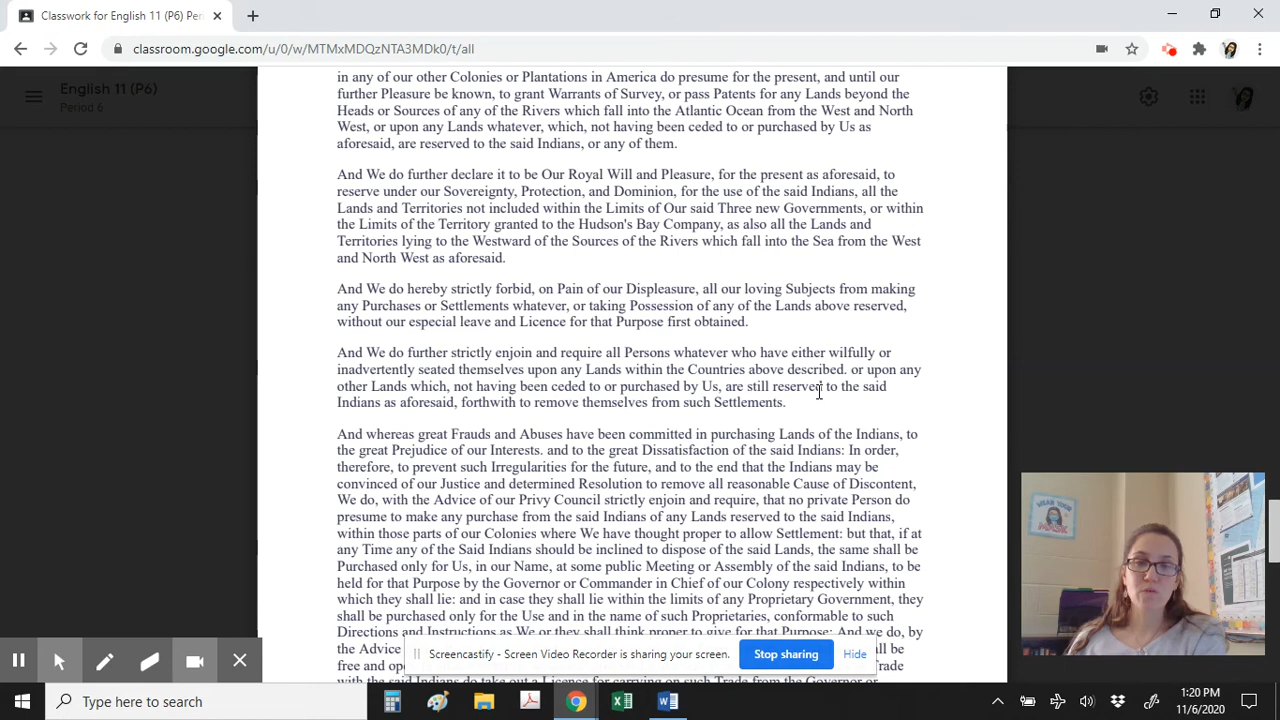 Classwork for English 11 (P6) Per
classroom.google.com/u/0/w/MTMxMDQzNTA3MDk0/t/all
English 11 (P6)
Period 6
in any of our other Colonies or Plantations in America do presume for the present, and until our
further Pleasure be known, to grant Warrants of Survey, or pass Patents for any Lands beyond the
Heads or Sources of any of the Rivers which fall into the Atlantic Ocean from the West and North
West, or upon any Lands whatever, which, not having been ceded to or purchased by Us as
aforesaid, are reserved to the said Indians, or any of them.
And We do further declare it to be Our Royal Will and Pleasure, for the present as aforesaid, to
reserve under our Sovereignty, Protection, and Dominion, for the use of the said Indians, all the
Lands and Territories not included within the Limits of Our said Three new Governments, or within
the Limits of the Territory granted to the Hudson's Bay Company, as also all the Lands and
Territories lying to the Westward of the Sources of the Rivers which fall into the Sea from the West
and North West as aforesaid.
And We do hereby strictly forbid, on Pain of our Displeasure, all our loving Subjects from making
any Purchases or Settlements whatever, or taking Possession of any of the Lands above reserved,
without our especial leave and Licence for that Purpose first obtained.
And We do further strictly enjoin and require all Persons whatever who have either wilfully or
inadvertently seated themselves upon any Lands within the Countries above described. or upon any
other Lands which, not having been ceded to or purchased by Us, are still reserved to the said
Indians as aforesaid, forthwith to remove themselves from such Settlements.
And whereas great Frauds and Abuses have been committed in purchasing Lands of the Indians, to
the great Prejudice of our Interests. and to the great Dissatisfaction of the said Indians: In order,
therefore, to prevent such Irregularities for the future, and to the end that the Indians may be
convinced of our Justice and determined Resolution to remove all reasonable Cause of Discontent,
We do, with the Advice of our Privy Council strictly enjoin and require, that no private Person do
presume to make any purchase from the said Indians of any Lands reserved to the said Indians,
within those parts of our Colonies where We have thought proper to allow Settlement: but that, if at
any Time any of the Said Indians should be inclined to dispose of the said Lands, the same shall be
Purchased only for Us, in our Name, at some public Meeting or Assembly of the said Indians, to be
held for that Purpose by the Governor or Commander in Chief of our Colony respectively within
which they shall lie: and in case they shall lie within the limits of any Proprietary Government, they
shall be purchased only for the Use and in the name of such Proprietaries, conformable to such
Directions and Instructions as We or they shall think proper to give for that Purpose: And we do, by
the Advice all be
free and op Trade
with the said Indians do take out a Licence for carrying on such Trade from the Governor or
Screencastify - Screen Video Recorder is sharing your screen.
Stop sharing
Hide
WEAR YOUR
MASK
Type here to search
1:20 PM
11/6/2020